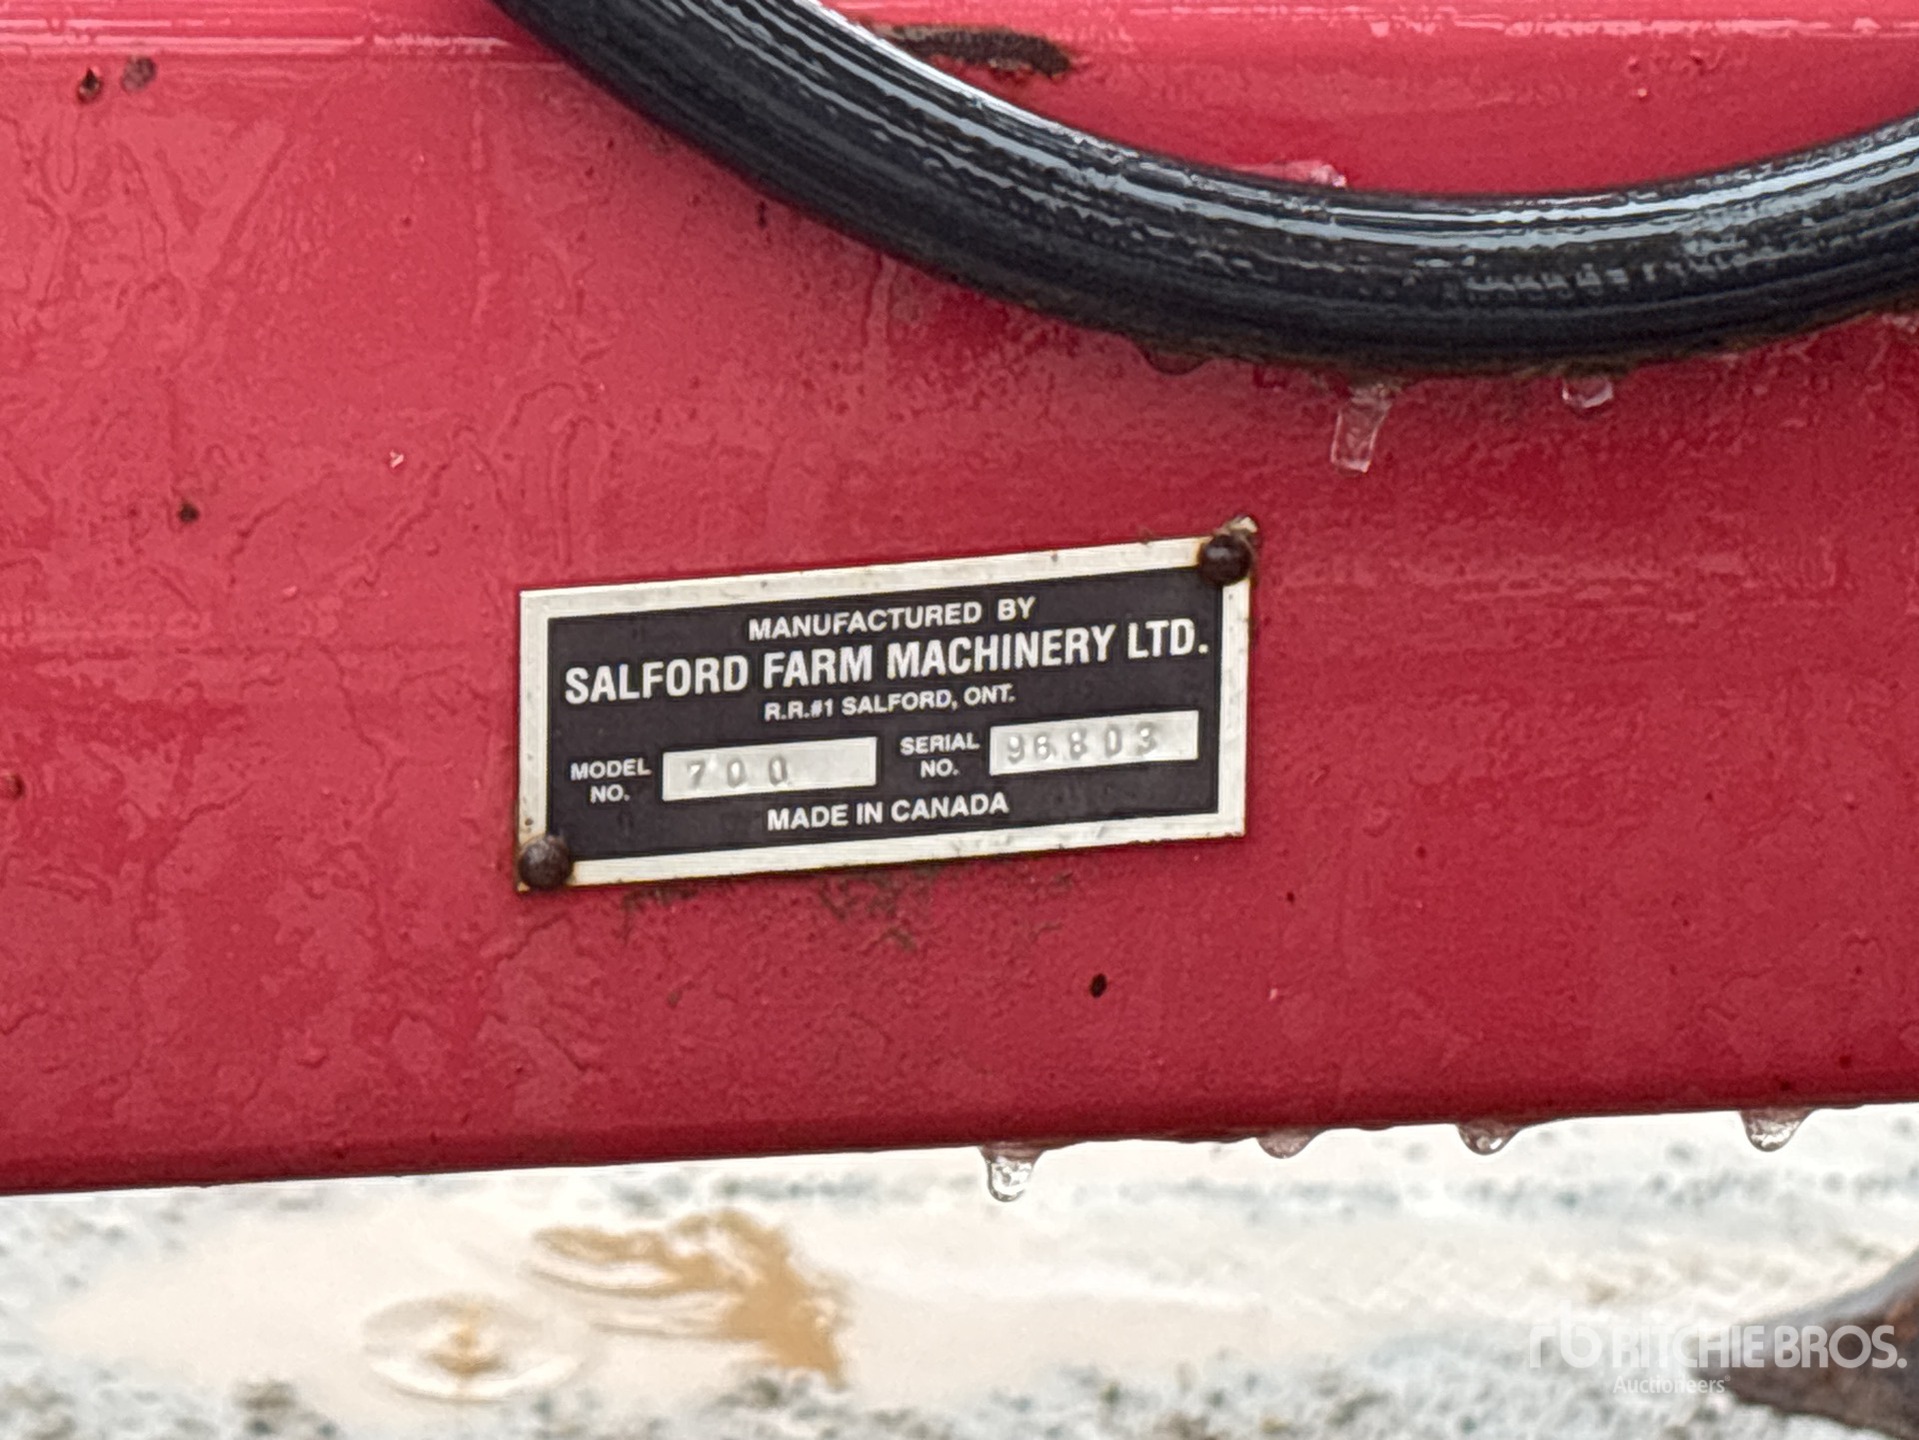 MANUFACTURED BY
SALFORD FARM MACHINERY LTD.
R.R.#1 SALFORD, ONT.
MODEL NO. 700
SERIAL NO. 96803
MADE IN CANADA
rb RITCHIE BROS.
Auctioneers